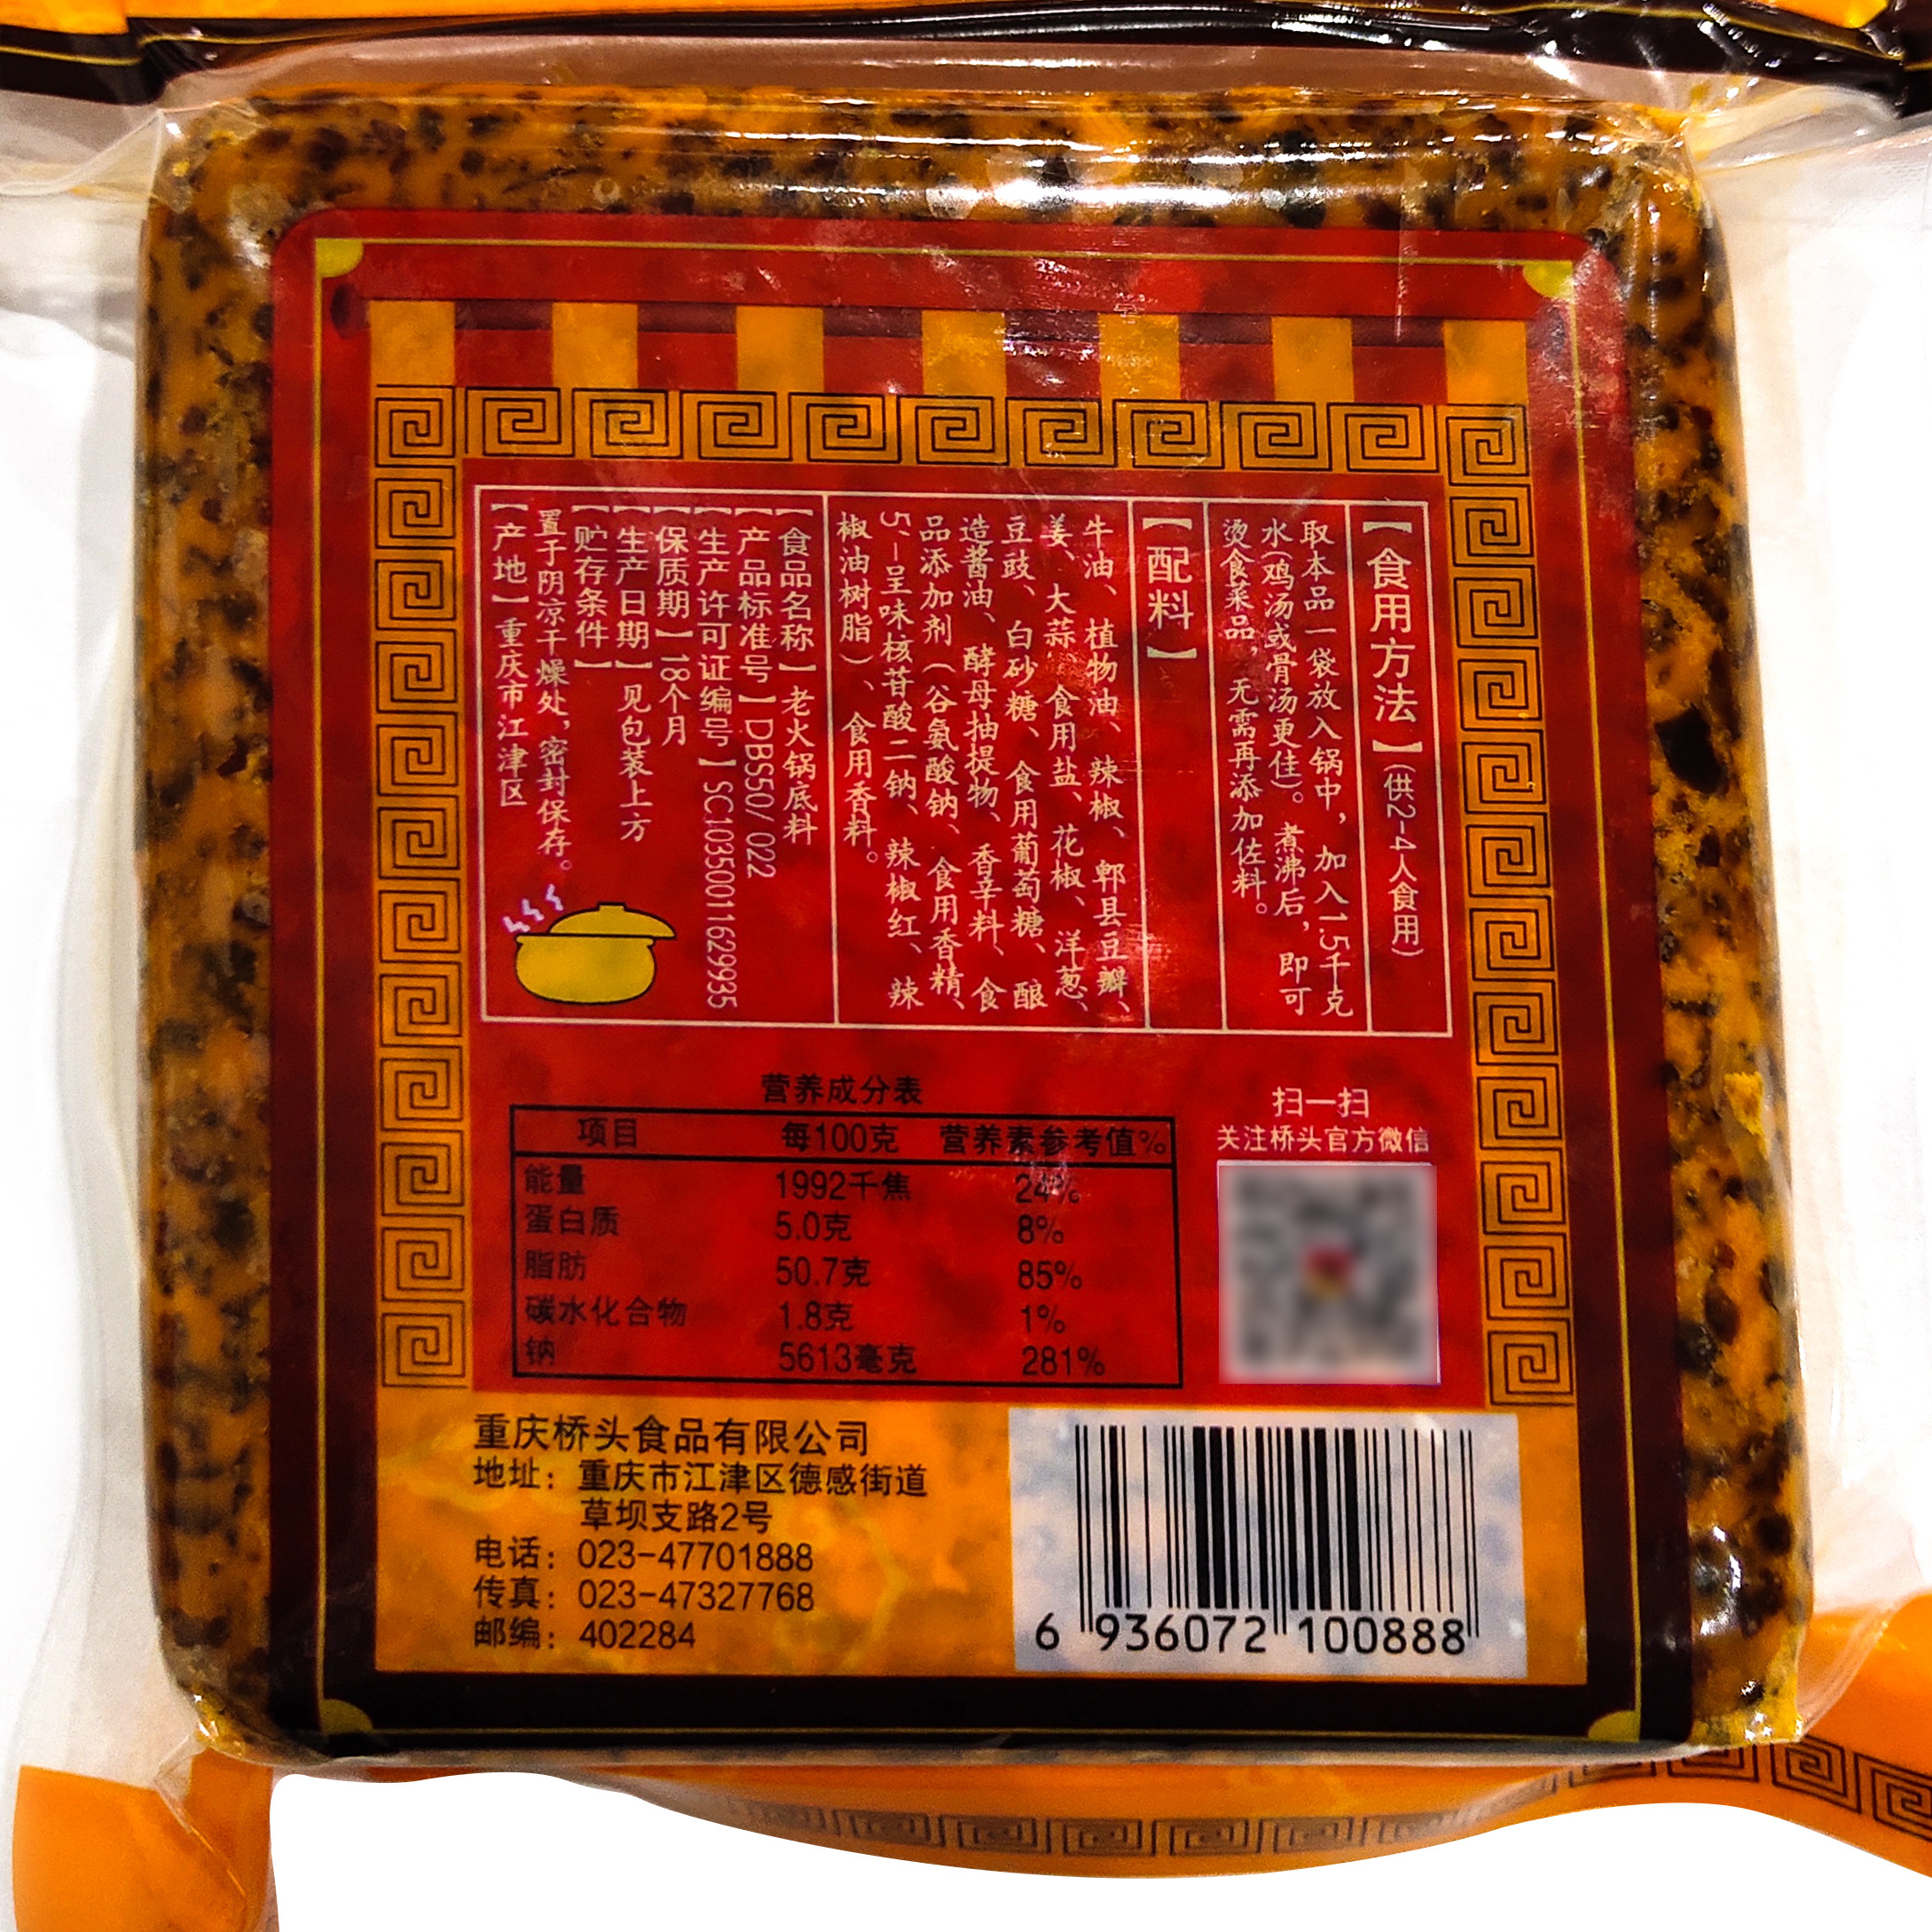 【食用方法】(供2-4人食用)
取本品一袋放入锅中，加入1.5千克
水(鸡汤或骨汤更佳)。煮沸后，即可
烫食菜品，无需再添加佐料。
【配料】
牛油、植物油、辣椒、郫县豆瓣、
姜、大蒜、食用盐、花椒、洋葱、
豆豉、白砂糖、食用葡萄糖、酿
造酱油、酵母抽提物、香辛料、食
品添加剂（谷氨酸钠、食用香精、
5,-呈味核苷酸二钠、辣椒红、辣
椒油树脂）、食用香料。
【食品名称】老火锅底料
【产品标准号】DBS50/ 022
【生产许可证编号】SC10350011629935
【保质期】18个月
【生产日期】见包装上方
【贮存条件】
置于阴凉干燥处，密封保存。
【产地】重庆市江津区
营养成分表
项目 每100克 营养素参考值%
能量 1992千焦 24%
蛋白质 5.0克 8%
脂肪 50.7克 85%
碳水化合物 1.8克 1%
钠 5613毫克 281%
扫一扫
关注桥头官方微信
重庆桥头食品有限公司
地址：重庆市江津区德感街道
草坝支路2号
电话：023-47701888
传真：023-47327768
邮编：402284
6 936072 100888